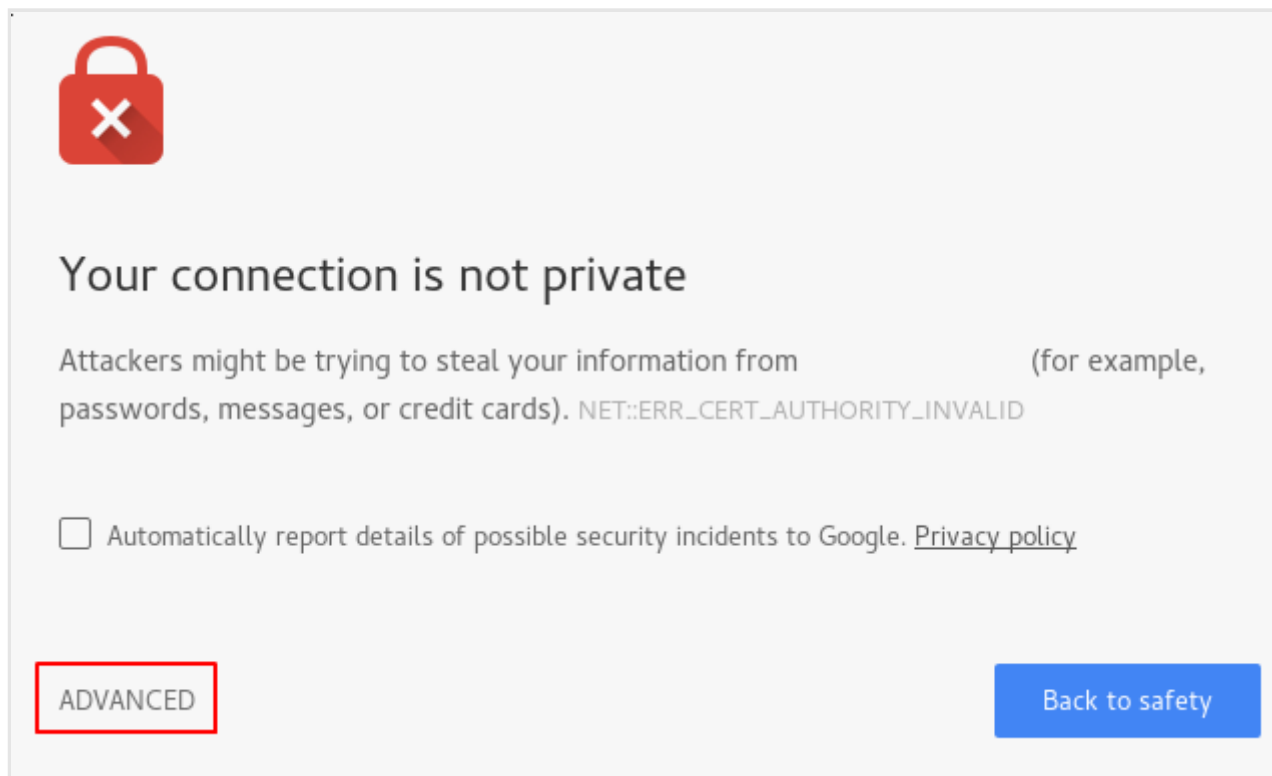 Your connection is not private
Attackers might be trying to steal your information from (for example,
passwords, messages, or credit cards). NET::ERR_CERT_AUTHORITY_INVALID
Automatically report details of possible security incidents to Google. Privacy policy
ADVANCED
Back to safety